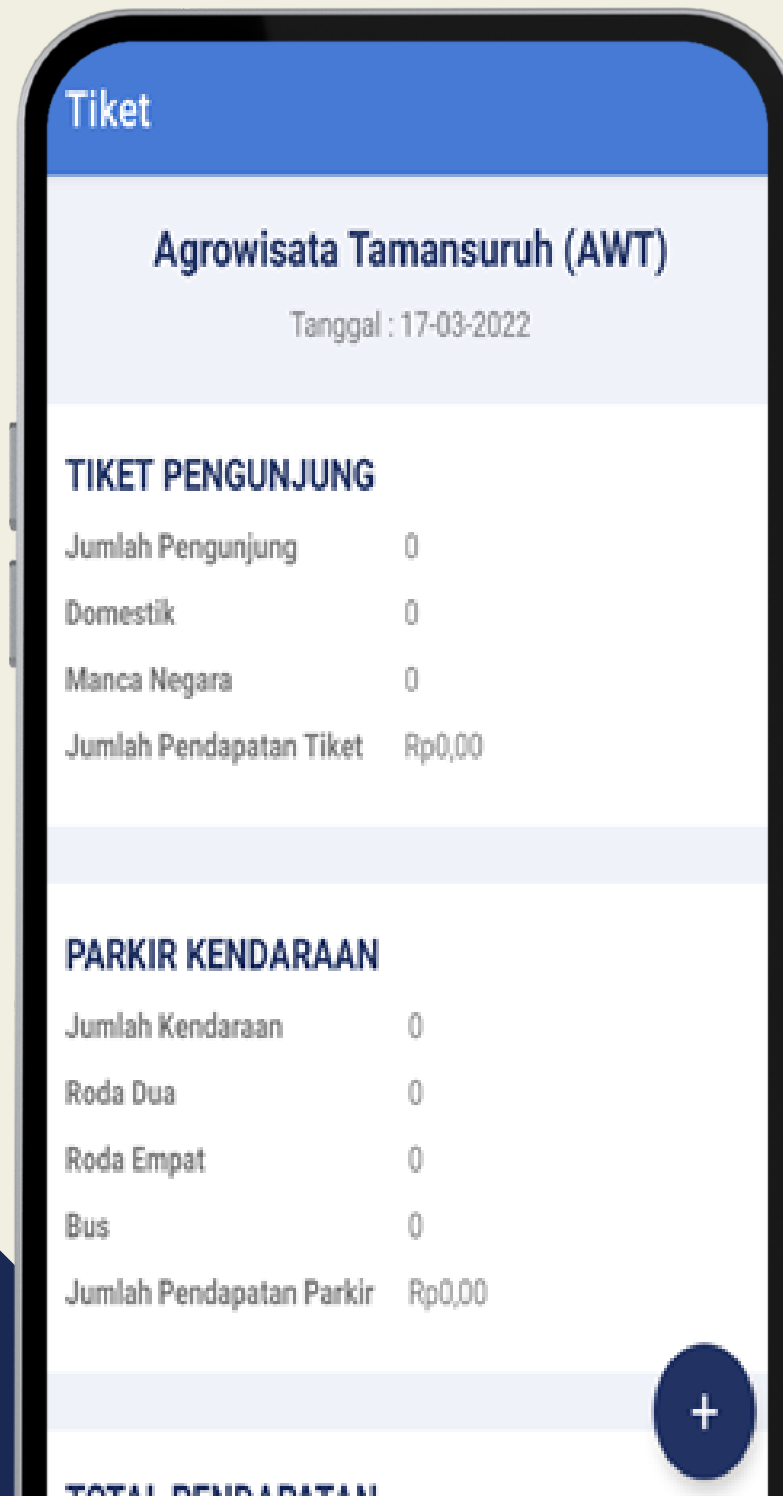 Tiket
Agrowisata Tamansuruh (AWT)
Tanggal : 17-03-2022
TIKET PENGUNJUNG
Jumlah Pengunjung 0
Domestik 0
Manca Negara 0
Jumlah Pendapatan Tiket Rp0,00
PARKIR KENDARAAN
Jumlah Kendaraan 0
Roda Dua 0
Roda Empat 0
Bus 0
Jumlah Pendapatan Parkir Rp0,00
+
TOTAL PENDAPATAN